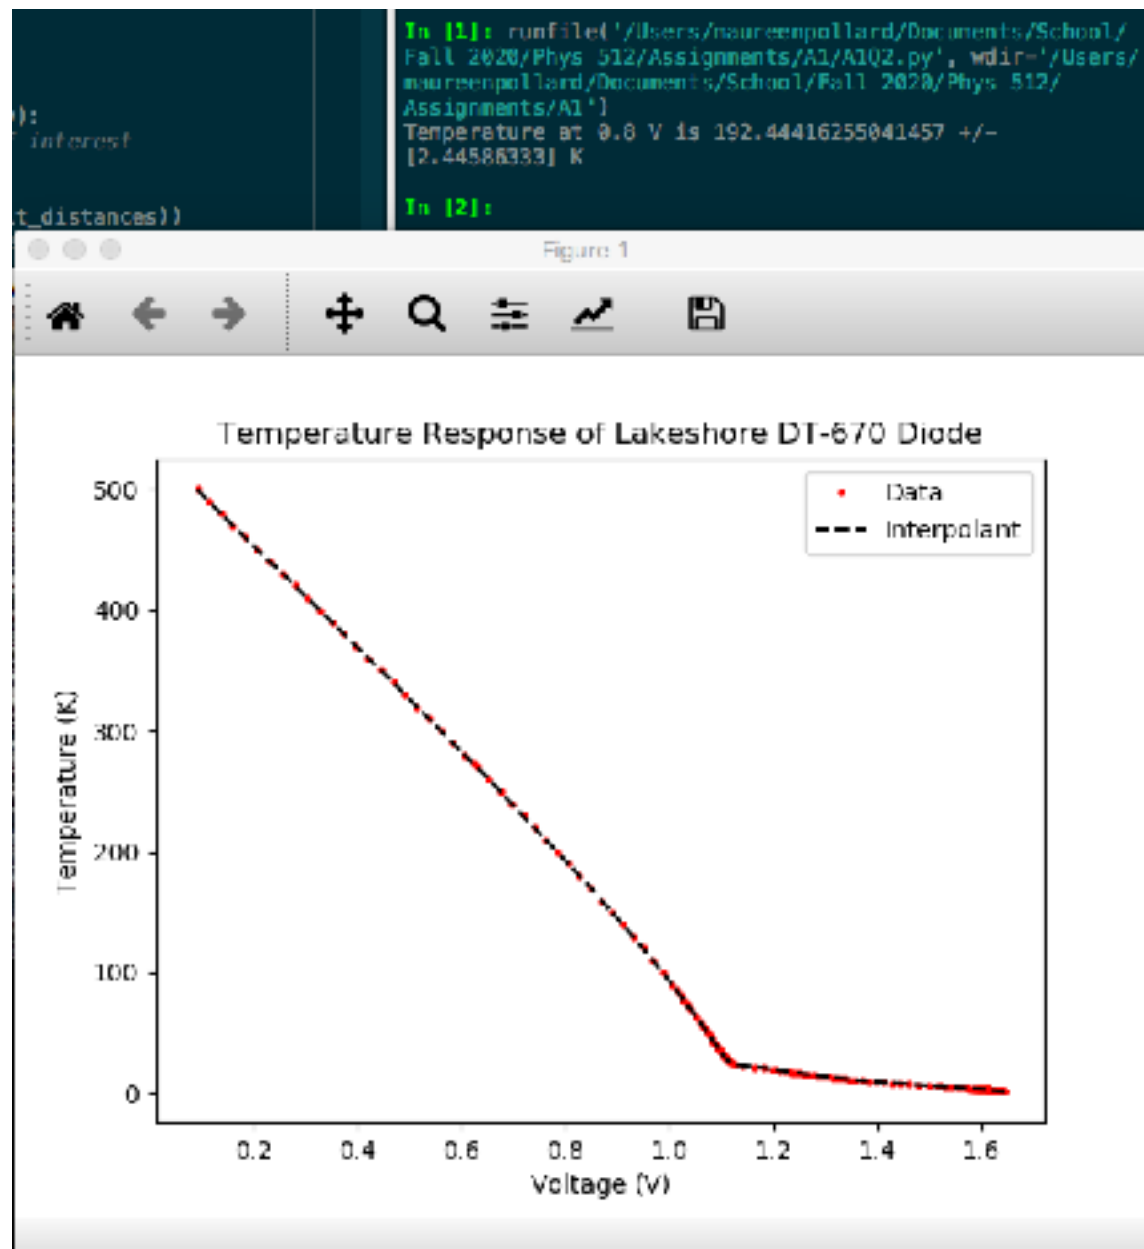 In [1]: runfile('/Users/maureenpollard/Documents/School/
Fall 2020/Phys 512/Assignments/A1/A1Q2.py', wdir='/Users/
maureenpollard/Documents/School/Fall 2020/Phys 512/
Assignments/A1')
Temperature at 0.8 V is 192.44416255041457 +/-
[2.44586333] K
In [2]:
):
interest
t_distances))
Figure 1
Temperature Response of Lakeshore DT-670 Diode
Data
Interpolant
500
400
300
200
100
0
Temperature (K)
0.2 0.4 0.6 0.8 1.0 1.2 1.4 1.6
Voltage (V)